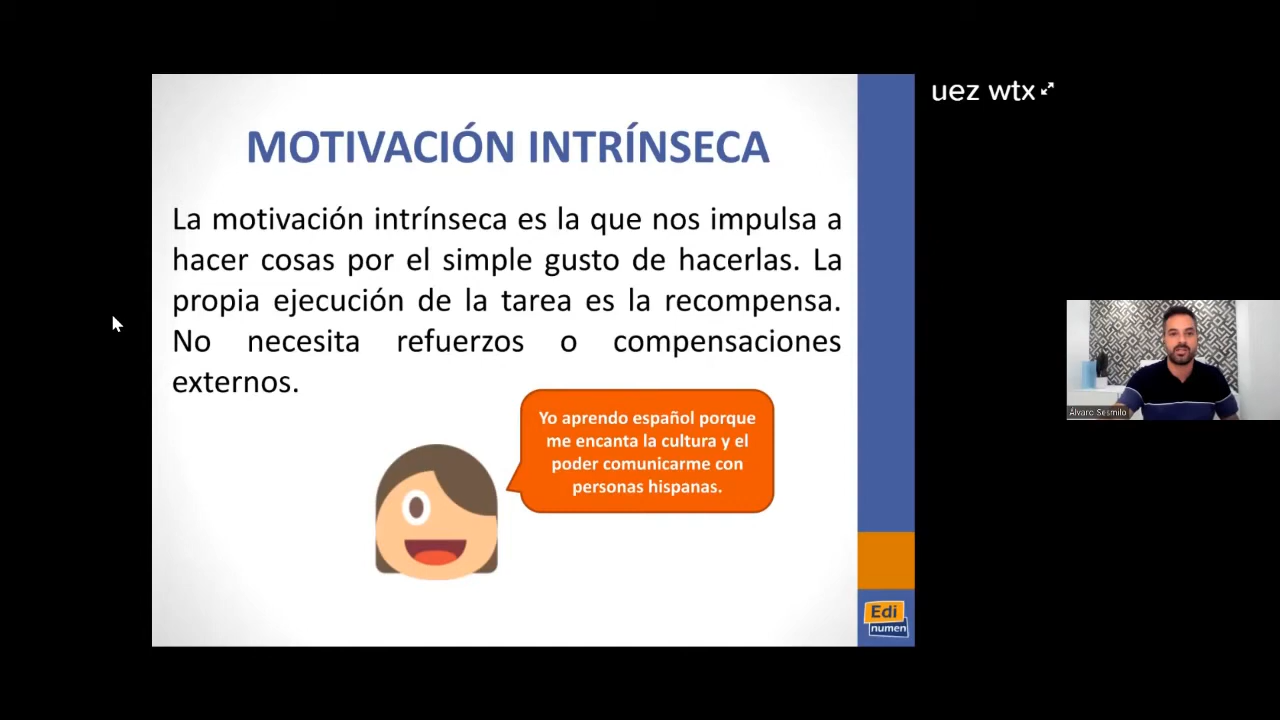 uez wtx
MOTIVACIÓN INTRÍNSECA
La motivación intrínseca es la que nos impulsa a
hacer cosas por el simple gusto de hacerlas. La
propia ejecución de la tarea es la recompensa.
No necesita refuerzos o compensaciones
externos.
Yo aprendo español porque
me encanta la cultura y el
poder comunicarme con
personas hispanas.
Álvaro Sesmilo
Edi
numen